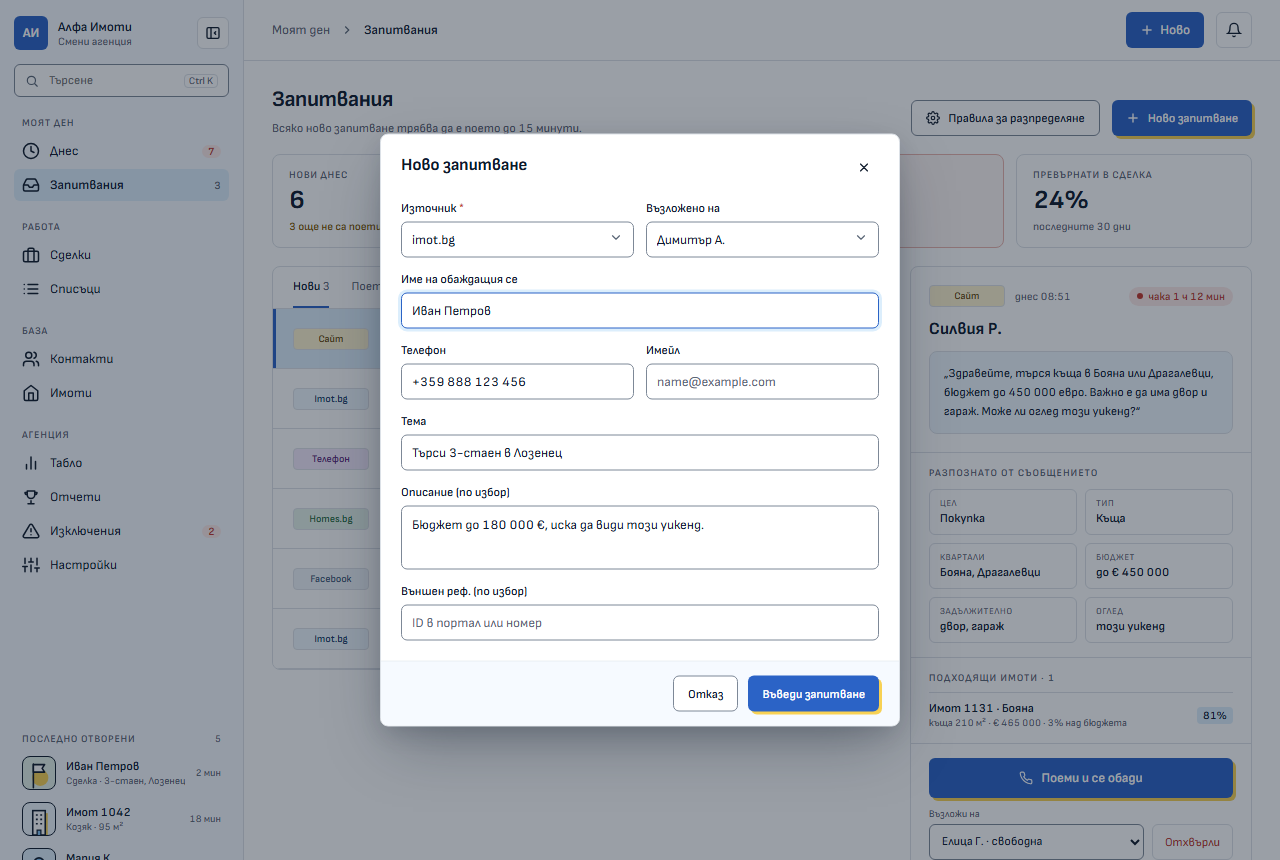 АИ
Алфа Имоти
Смени агенция
Търсене
Ctrl K
МОЯТ ДЕН
Днес
7
Запитвания
3
РАБОТА
Сделки
Списъци
БАЗА
Контакти
Имоти
АГЕНЦИЯ
Табло
Отчети
Изключения
2
Настройки
ПОСЛЕДНО ОТВОРЕНИ
5
Иван Петров
Сделка · 3-стаен, Лозенец
2 мин
Имот 1042
Козяк · 95 м²
18 мин
Мария К.
Моят ден
Запитвания
Ново
Запитвания
Всяко ново запитване трябва да е поето до 15 минути.
Правила за разпределяне
Ново запитване
НОВИ ДНЕС
6
3 още не са поети
ПРЕВЪРНАТИ В СДЕЛКА
24%
последните 30 дни
Нови 3
Сайт
Imot.bg
Телефон
Homes.bg
Facebook
Imot.bg
Ново запитване
Източник *
Възложено на
imot.bg
Димитър А.
Име на обаждащия се
Иван Петров
Телефон
Имейл
+359 888 123 456
name@example.com
Тема
Търси 3-стаен в Лозенец
Описание (по избор)
Бюджет до 180 000 €, иска да види този уикенд.
Външен реф. (по избор)
ID в портал или номер
Отказ
Въведи запитване
Сайт
днес 08:51
чака 1 ч 12 мин
Силвия Р.
„Здравейте, търся къща в Бояна или Драгалевци,
бюджет до 450 000 евро. Важно е да има двор и
гараж. Може ли оглед този уикенд?“
РАЗПОЗНАТО ОТ СЪОБЩЕНИЕТО
ЦЕЛ
Покупка
ТИП
Къща
КВАРТАЛИ
Бояна, Драгалевци
БЮДЖЕТ
до € 450 000
ЗАДЪЛЖИТЕЛНО
двор, гараж
ОГЛЕД
този уикенд
ПОДХОДЯЩИ ИМОТИ · 1
Имот 1131 · Бояна
къща 210 м² · € 465 000 · 3% над бюджета
81%
Поеми и се обади
Възложи на
Елица Г. · свободна
Отхвърли